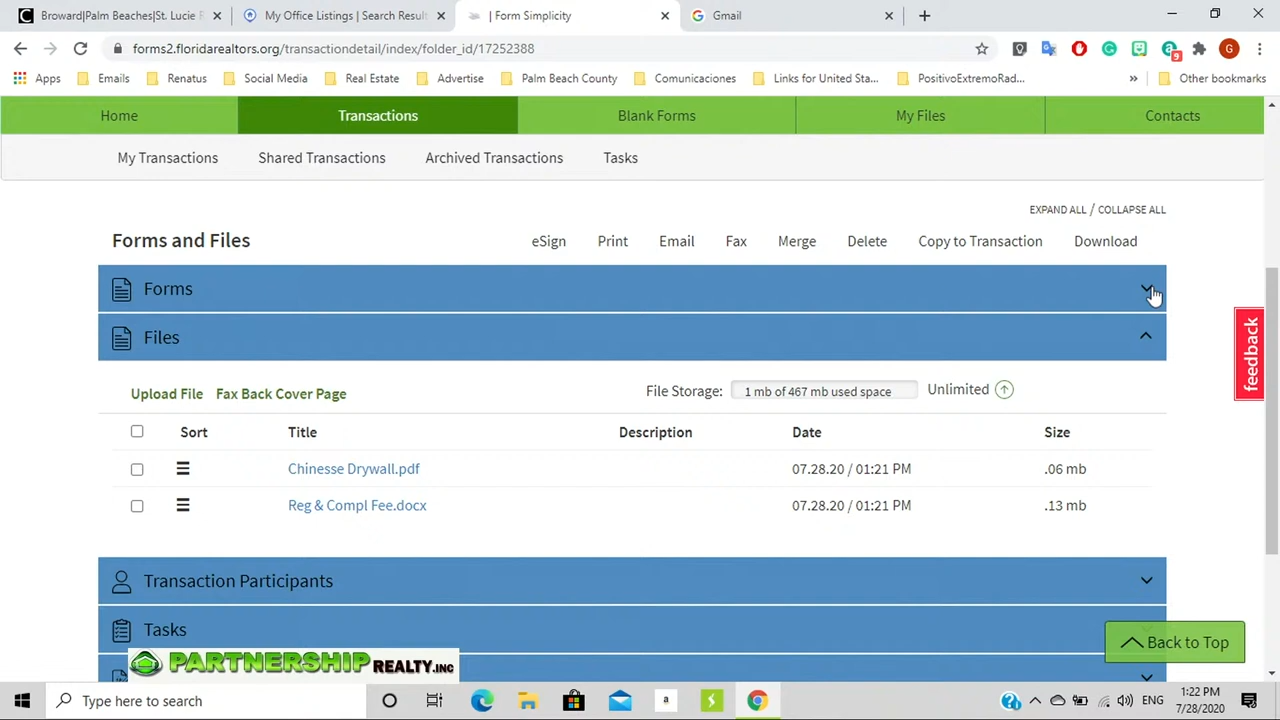 Broward|Palm Beaches|St. Lucie R
My Office Listings | Search Result
| Form Simplicity
Gmail
forms2.floridarealtors.org/transactiondetail/index/folder_id/17252388
Apps
Emails
Renatus
Social Media
Real Estate
Advertise
Palm Beach County
Comunicaciones
Links for United Sta...
PositivoExtremoRad...
Other bookmarks
Home
Transactions
Blank Forms
My Files
Contacts
My Transactions
Shared Transactions
Archived Transactions
Tasks
EXPAND ALL / COLLAPSE ALL
Forms and Files
eSign
Print
Email
Fax
Merge
Delete
Copy to Transaction
Download
Forms
Files
feedback
Upload File
Fax Back Cover Page
File Storage:
1 mb of 467 mb used space
Unlimited
Sort
Title
Description
Date
Size
Chinesse Drywall.pdf
07.28.20 / 01:21 PM
.06 mb
Reg & Compl Fee.docx
07.28.20 / 01:21 PM
.13 mb
Transaction Participants
Tasks
Back to Top
PARTNERSHIP REALTY.INC
Type here to search
ENG
1:22 PM
7/28/2020